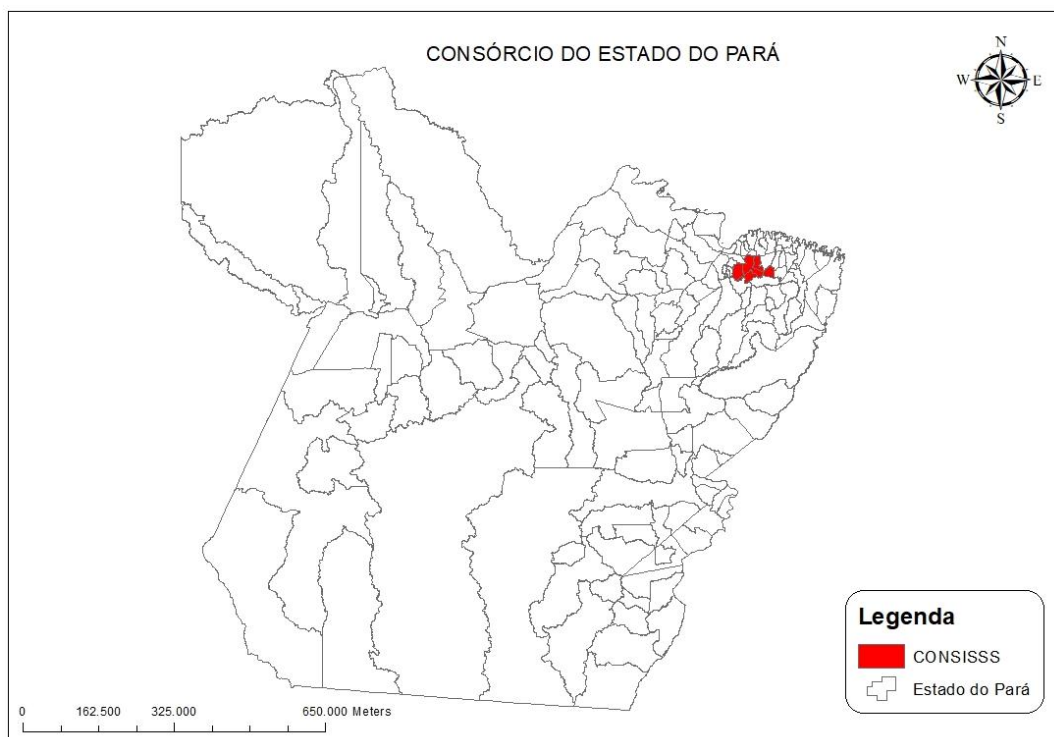 CONSÓRCIO DO ESTADO DO PARÁ
N
W E
S
Legenda
CONSISSS
Estado do Pará
0 162.500 325.000 650.000 Meters